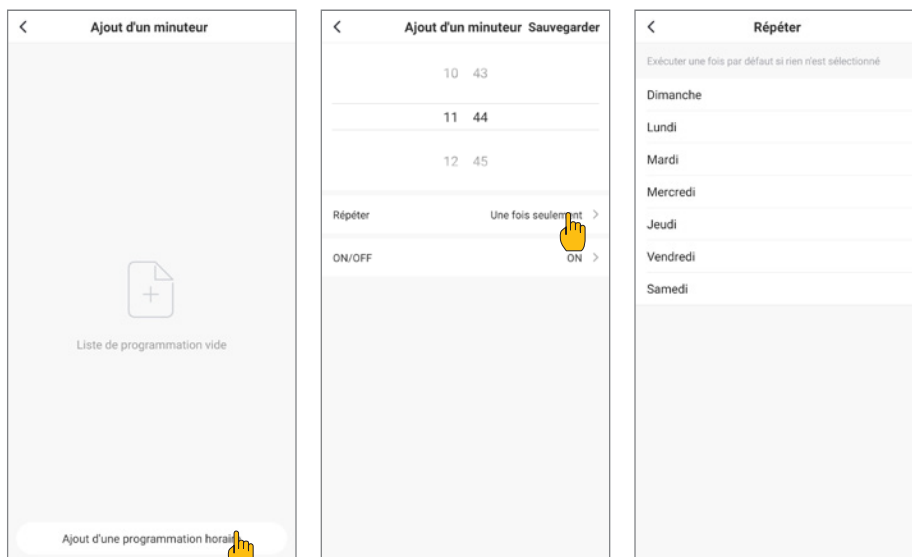 Ajout d'un minuteur
Liste de programmation vide
Ajout d'une programmation horaire
Ajout d'un minuteur Sauvegarder
10 43
11 44
12 45
Répéter Une fois seulement
ON/OFF ON
Répéter
Exécuter une fois par défaut si rien n'est sélectionné
Dimanche
Lundi
Mardi
Mercredi
Jeudi
Vendredi
Samedi